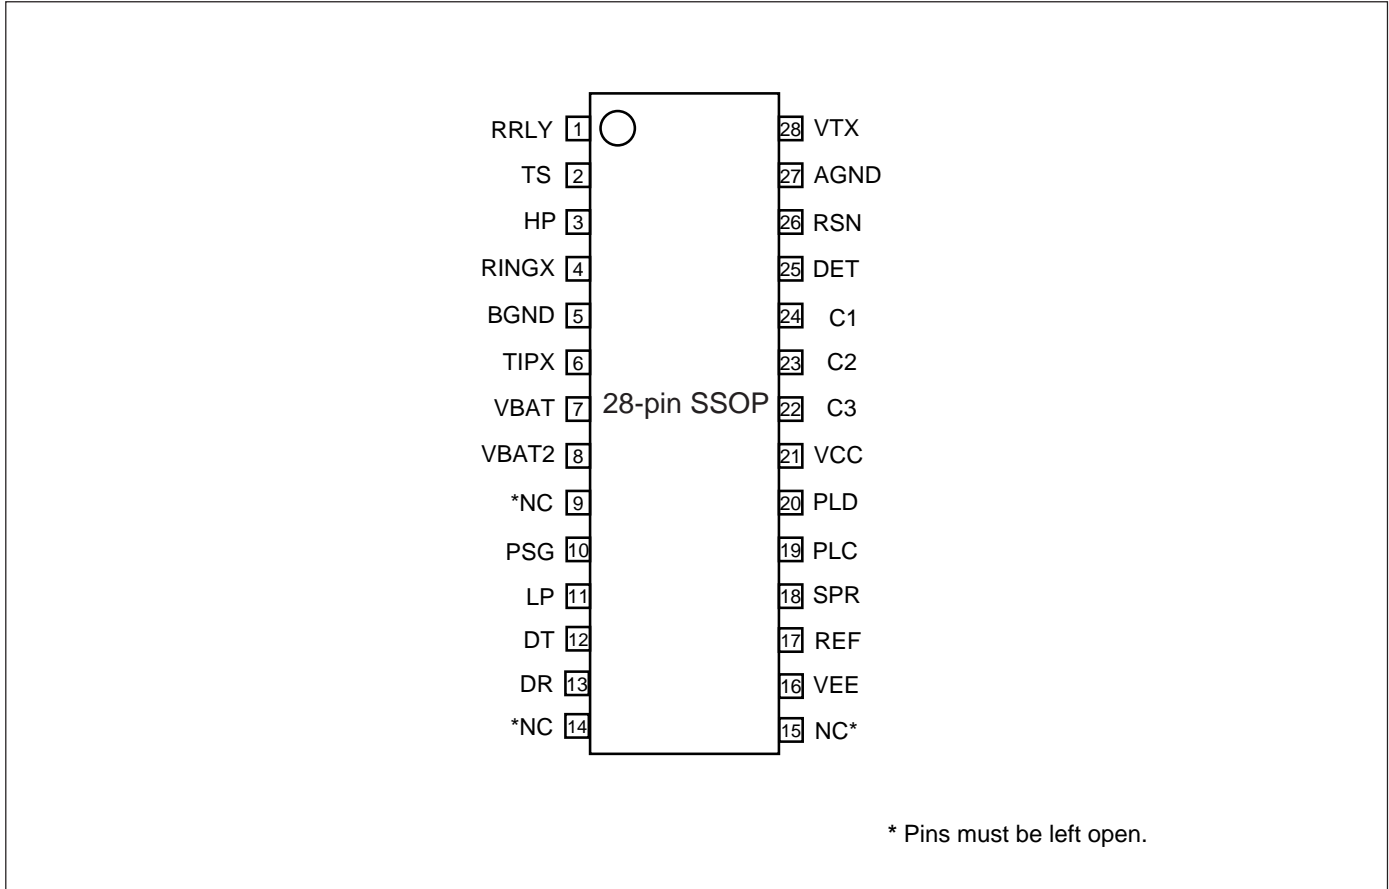 RRLY 1 28 VTX
TS 2 27 AGND
HP 3 26 RSN
RINGX 4 25 DET
BGND 5 24 C1
TIPX 6 23 C2
VBAT 7 28-pin SSOP 22 C3
VBAT2 8 21 VCC
*NC 9 20 PLD
PSG 10 19 PLC
LP 11 18 SPR
DT 12 17 REF
DR 13 16 VEE
*NC 14 15 NC*
* Pins must be left open.